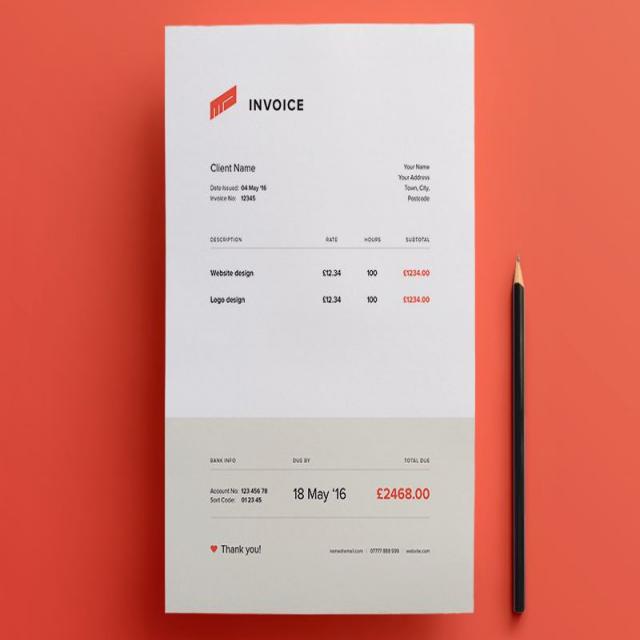 INVOICE
Client Name
Date Issued: 04 May '16
Invoice No: 12345
Your Name
Your Address
Town, City,
Postcode
DESCRIPTION RATE HOURS SUBTOTAL
Website design £12.34 100 £1234.00
Logo design £12.34 100 £1234.00
BANK INFO DUE BY TOTAL DUE
Account No: 123 456 78
Sort Code: 01 23 45
18 May '16 £2468.00
Thank you!
name@email.com | 07777 888 999 | website.com